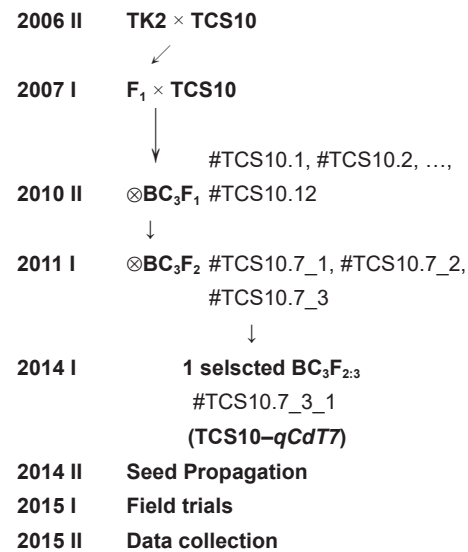 2006 II TK2 × TCS10
↙
2007 I F₁ × TCS10
↓
#TCS10.1, #TCS10.2, …,
2010 II ⊗BC₃F₁ #TCS10.12
↓
2011 I ⊗BC₃F₂ #TCS10.7_1, #TCS10.7_2,
#TCS10.7_3
↓
2014 I 1 selscted BC₃F₂:₃
#TCS10.7_3_1
(TCS10–qCdT7)
2014 II Seed Propagation
2015 I Field trials
2015 II Data collection